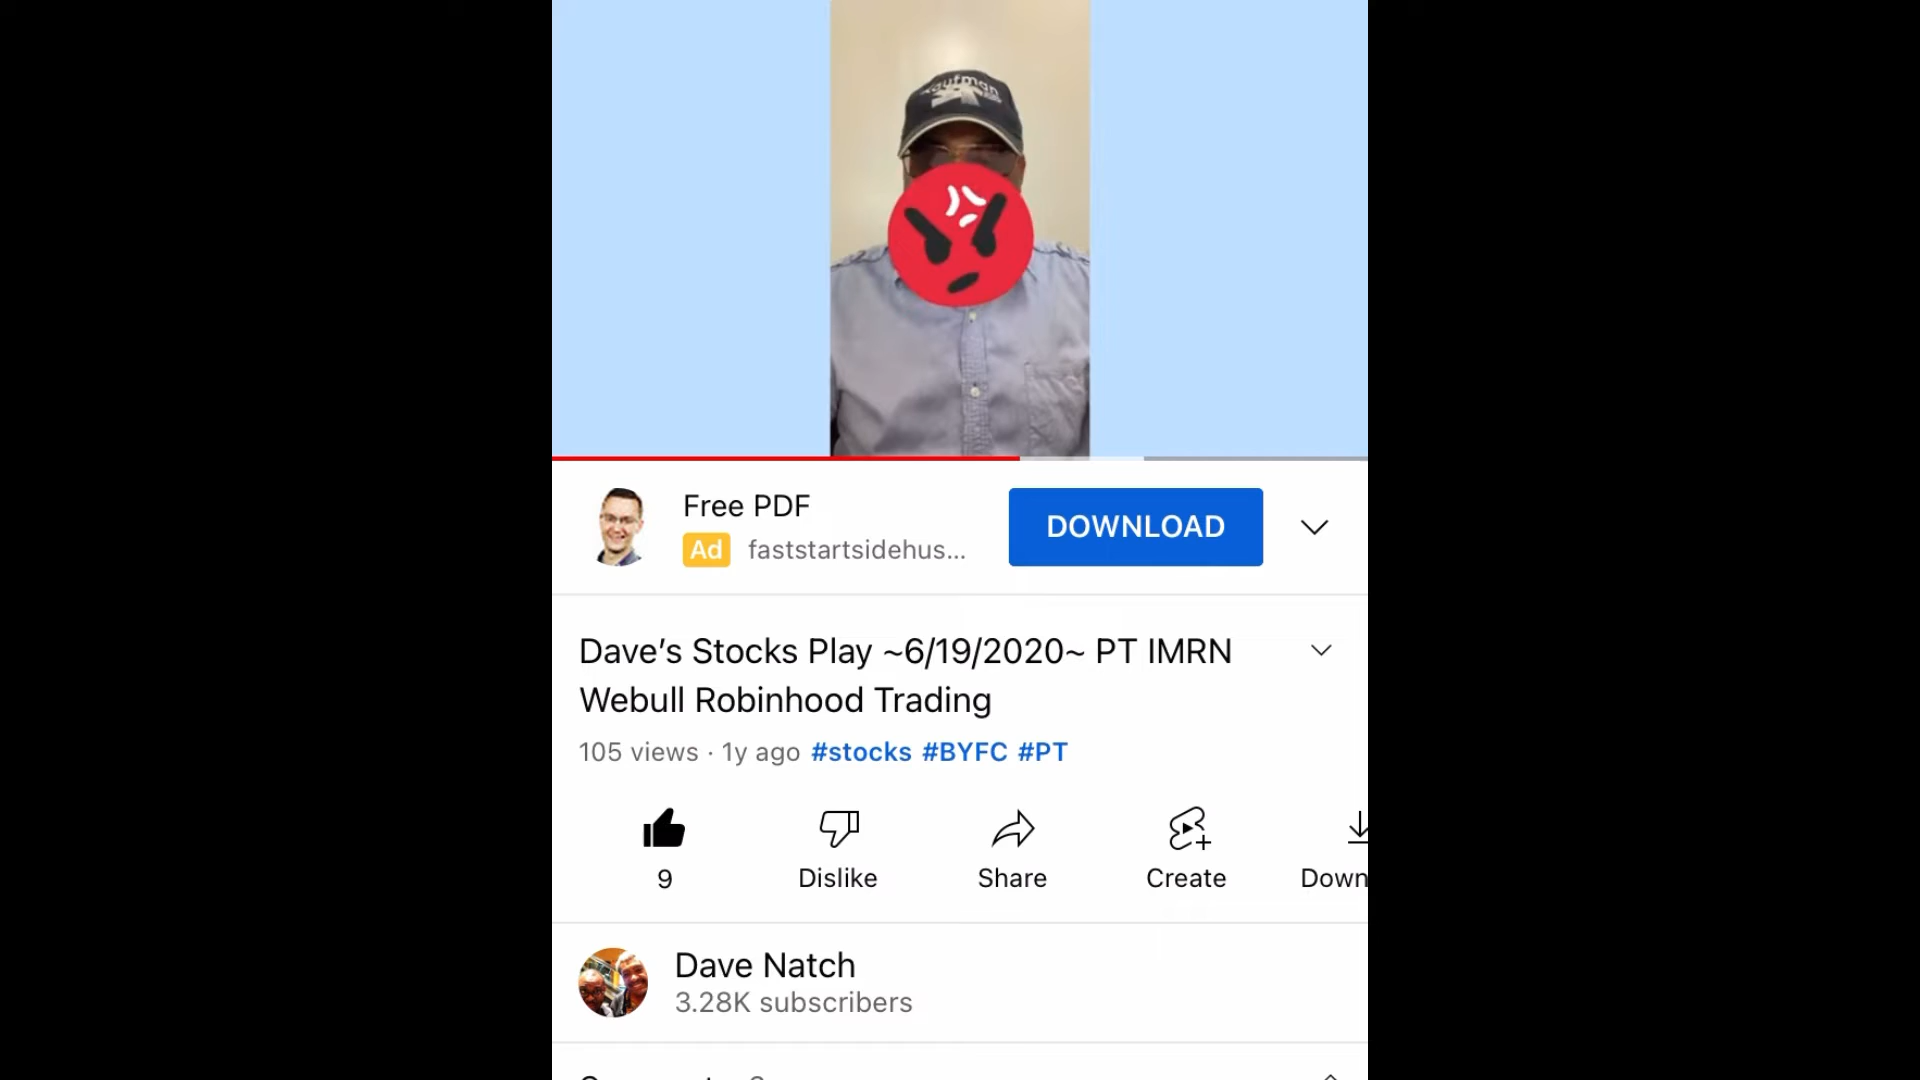 Kaufman
Free PDF
Ad faststartsidehus...
DOWNLOAD
Dave's Stocks Play ~6/19/2020~ PT IMRN
Webull Robinhood Trading
105 views · 1y ago #stocks #BYFC #PT
9
Dislike
Share
Create
Down
Dave Natch
3.28K subscribers